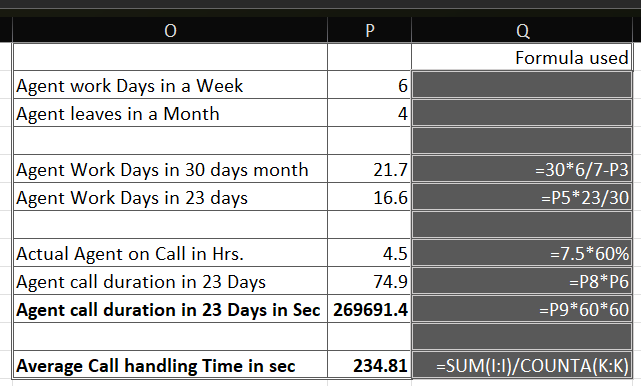 O P Q
Formula used
Agent work Days in a Week 6
Agent leaves in a Month 4
Agent Work Days in 30 days month 21.7 =30*6/7-P3
Agent Work Days in 23 days 16.6 =P5*23/30
Actual Agent on Call in Hrs. 4.5 =7.5*60%
Agent call duration in 23 Days 74.9 =P8*P6
Agent call duration in 23 Days in Sec 269691.4 =P9*60*60
Average Call handling Time in sec 234.81 =SUM(I:I)/COUNTA(K:K)